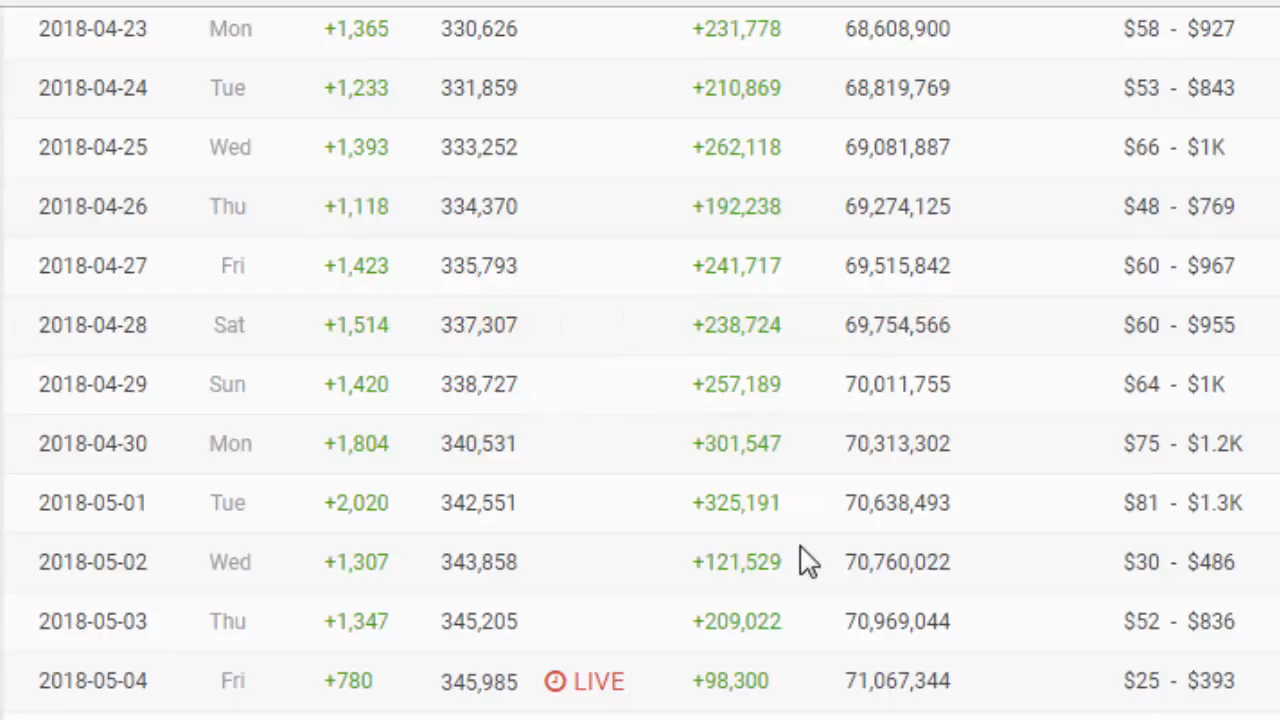 2018-04-23 Mon +1,365 330,626 +231,778 68,608,900 $58 - $927
2018-04-24 Tue +1,233 331,859 +210,869 68,819,769 $53 - $843
2018-04-25 Wed +1,393 333,252 +262,118 69,081,887 $66 - $1K
2018-04-26 Thu +1,118 334,370 +192,238 69,274,125 $48 - $769
2018-04-27 Fri +1,423 335,793 +241,717 69,515,842 $60 - $967
2018-04-28 Sat +1,514 337,307 +238,724 69,754,566 $60 - $955
2018-04-29 Sun +1,420 338,727 +257,189 70,011,755 $64 - $1K
2018-04-30 Mon +1,804 340,531 +301,547 70,313,302 $75 - $1.2K
2018-05-01 Tue +2,020 342,551 +325,191 70,638,493 $81 - $1.3K
2018-05-02 Wed +1,307 343,858 +121,529 70,760,022 $30 - $486
2018-05-03 Thu +1,347 345,205 +209,022 70,969,044 $52 - $836
2018-05-04 Fri +780 345,985 LIVE +98,300 71,067,344 $25 - $393